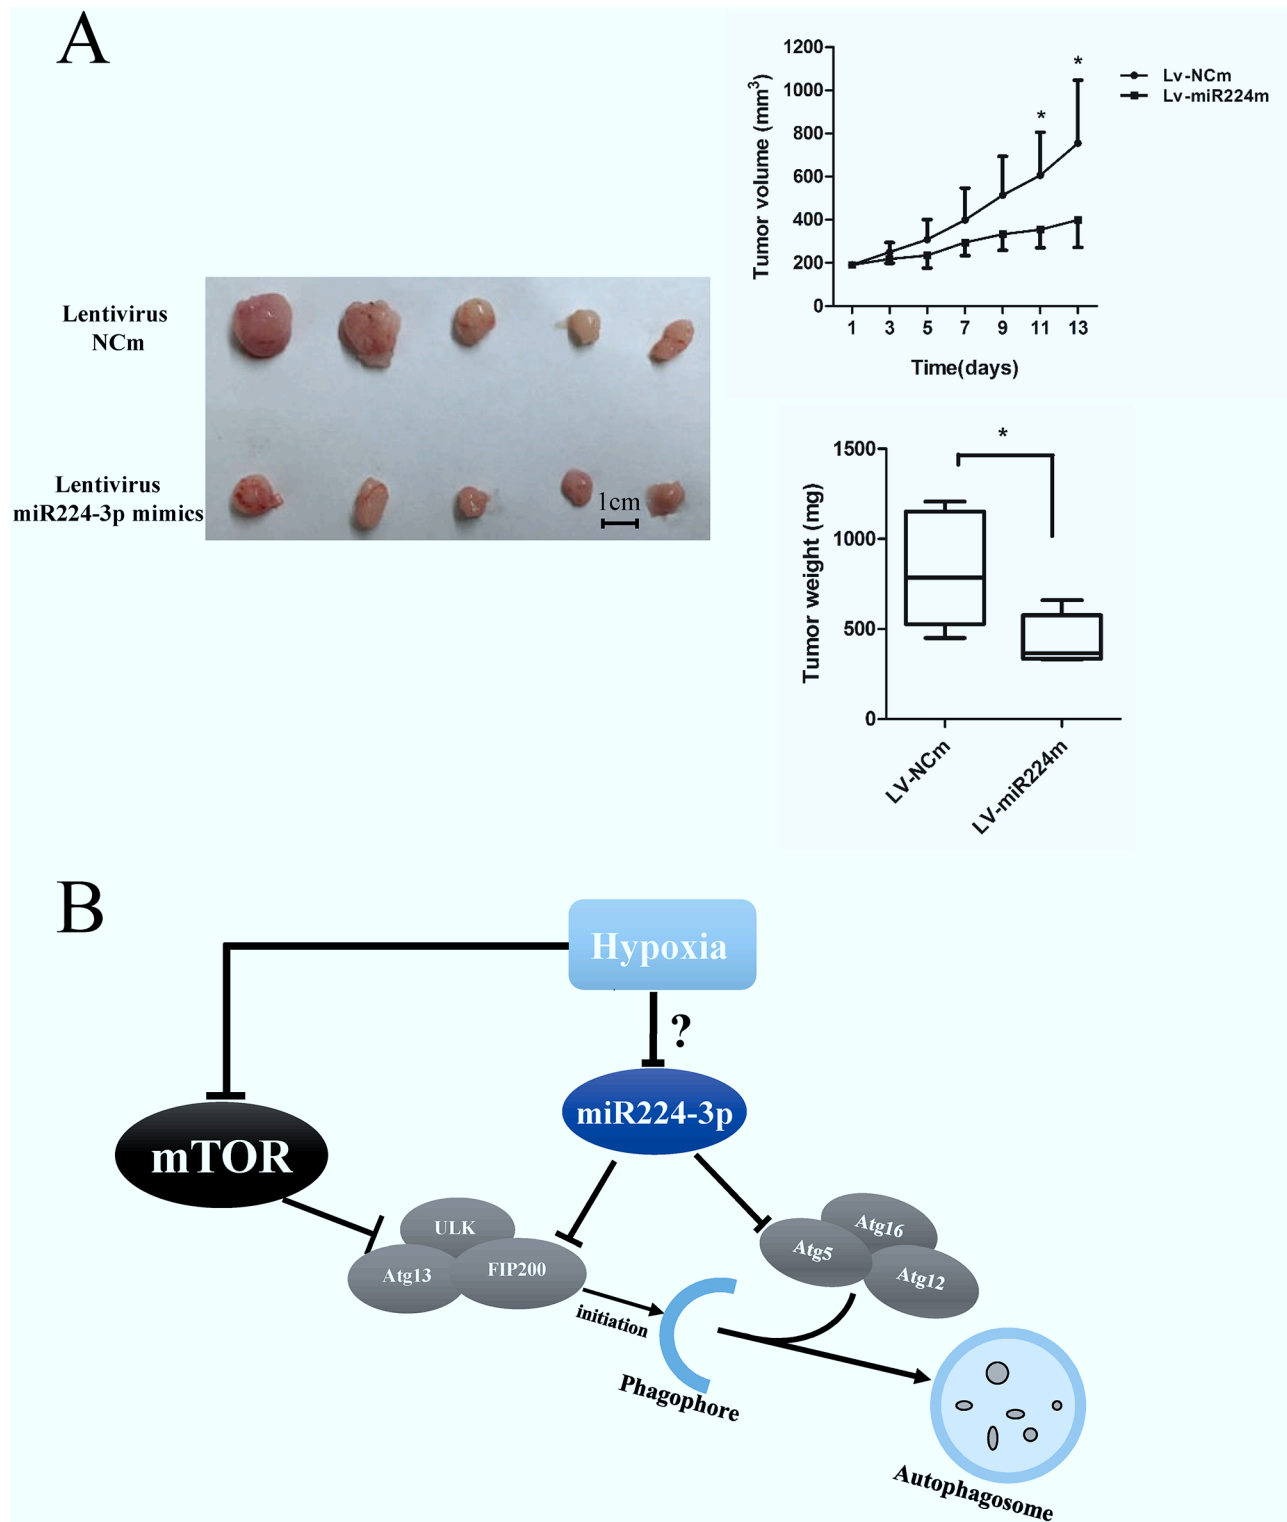 A
Lentivirus
NCm
Lentivirus
miR224-3p mimics
1cm
Tumor volume (mm3)
1200
1000
800
600
400
200
0
1 3 5 7 9 11 13
Time(days)
*
*
Lv-NCm
Lv-miR224m
Tumor weight (mg)
1500
1000
500
0
*
LV-NCm
LV-miR224m
B
Hypoxia
?
miR224-3p
mTOR
ULK
Atg13
FIP200
Atg16
Atg5
Atg12
initiation
Phagophore
Autophagosome